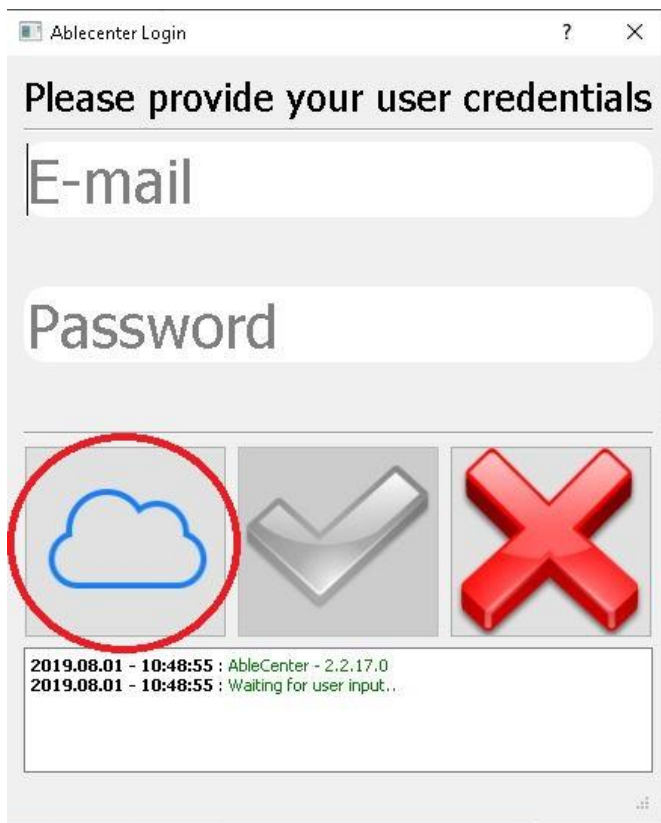 Ablecenter Login ?
Please provide your user credentials
E-mail
Password
2019.08.01 - 10:48:55 : AbleCenter - 2.2.17.0
2019.08.01 - 10:48:55 : Waiting for user input..